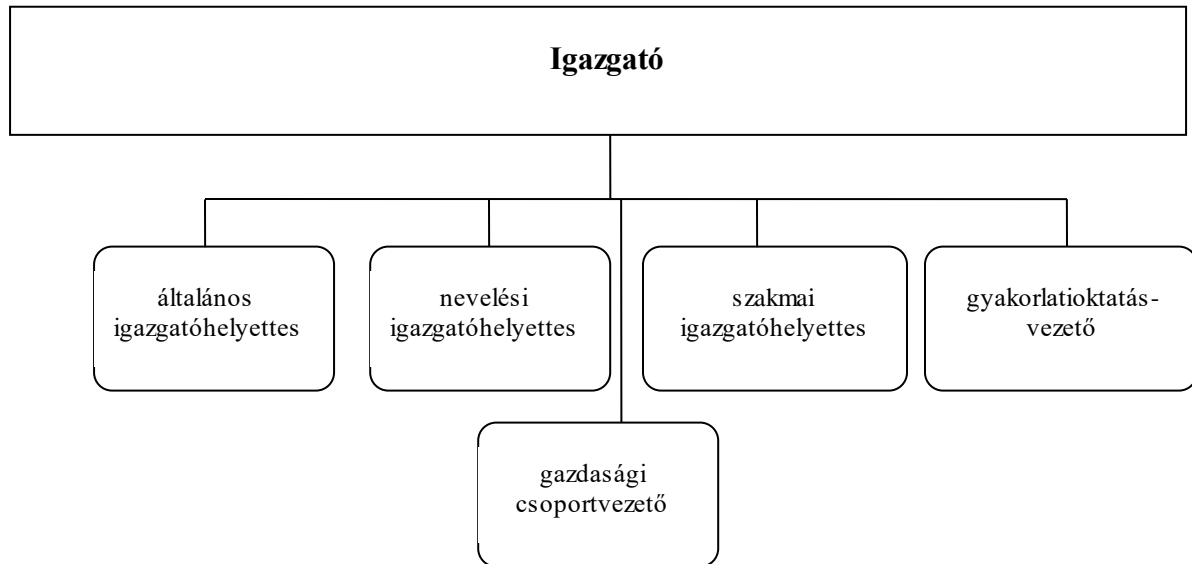 Igazgató
általános
igazgatóhelyettes
nevelési
igazgatóhelyettes
szakmai
igazgatóhelyettes
gyakorlatioktatás-
vezető
gazdasági
csoportvezető